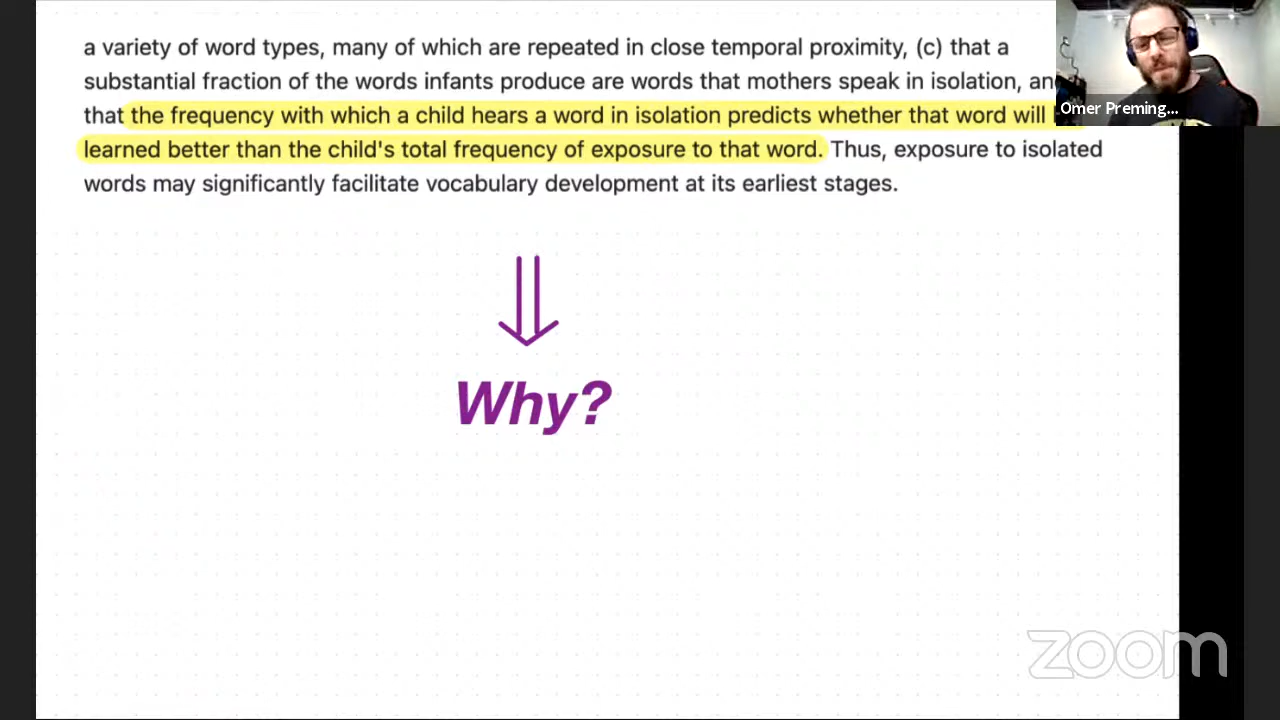 a variety of word types, many of which are repeated in close temporal proximity, (c) that a
substantial fraction of the words infants produce are words that mothers speak in isolation, and
that the frequency with which a child hears a word in isolation predicts whether that word will
learned better than the child's total frequency of exposure to that word. Thus, exposure to isolated
words may significantly facilitate vocabulary development at its earliest stages.
Omer Preming...
Why?
zoom